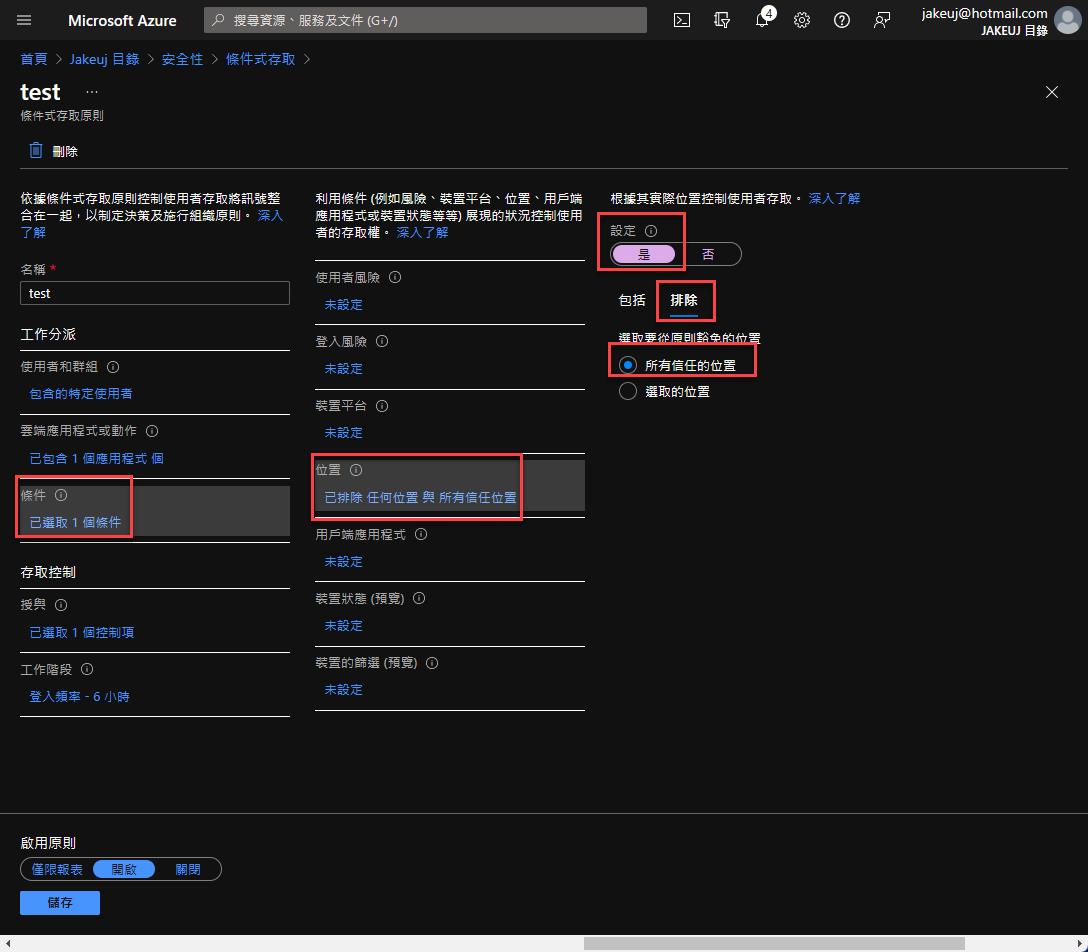 Microsoft Azure
搜尋資源、服務及文件 (G+/)
4
jakeuj@hotmail.com
JAKEUJ 目錄
首頁 > Jakeuj 目錄 > 安全性 > 條件式存取 >
test ...
條件式存取原則
刪除
依據條件式存取原則控制使用者存取將訊號整
合在一起，以制定決策及施行組織原則。 深入
了解
名稱 *
test
工作分派
使用者和群組
包含的特定使用者
雲端應用程式或動作
已包含 1 個應用程式 個
條件
已選取 1 個條件
存取控制
授與
已選取 1 個控制項
工作階段
登入頻率 - 6 小時
利用條件 (例如風險、裝置平台、位置、用戶端
應用程式或裝置狀態等等) 展現的狀況控制使用
者的存取權。 深入了解
使用者風險
未設定
登入風險
未設定
裝置平台
未設定
位置
已排除 任何位置 與 所有信任位置
用戶端應用程式
未設定
裝置狀態 (預覽)
未設定
裝置的篩選 (預覽)
未設定
根據其實際位置控制使用者存取。 深入了解
設定
是 否
包括 排除
選取要從原則豁免的位置
所有信任的位置
選取的位置
啟用原則
僅限報表 開啟 關閉
儲存